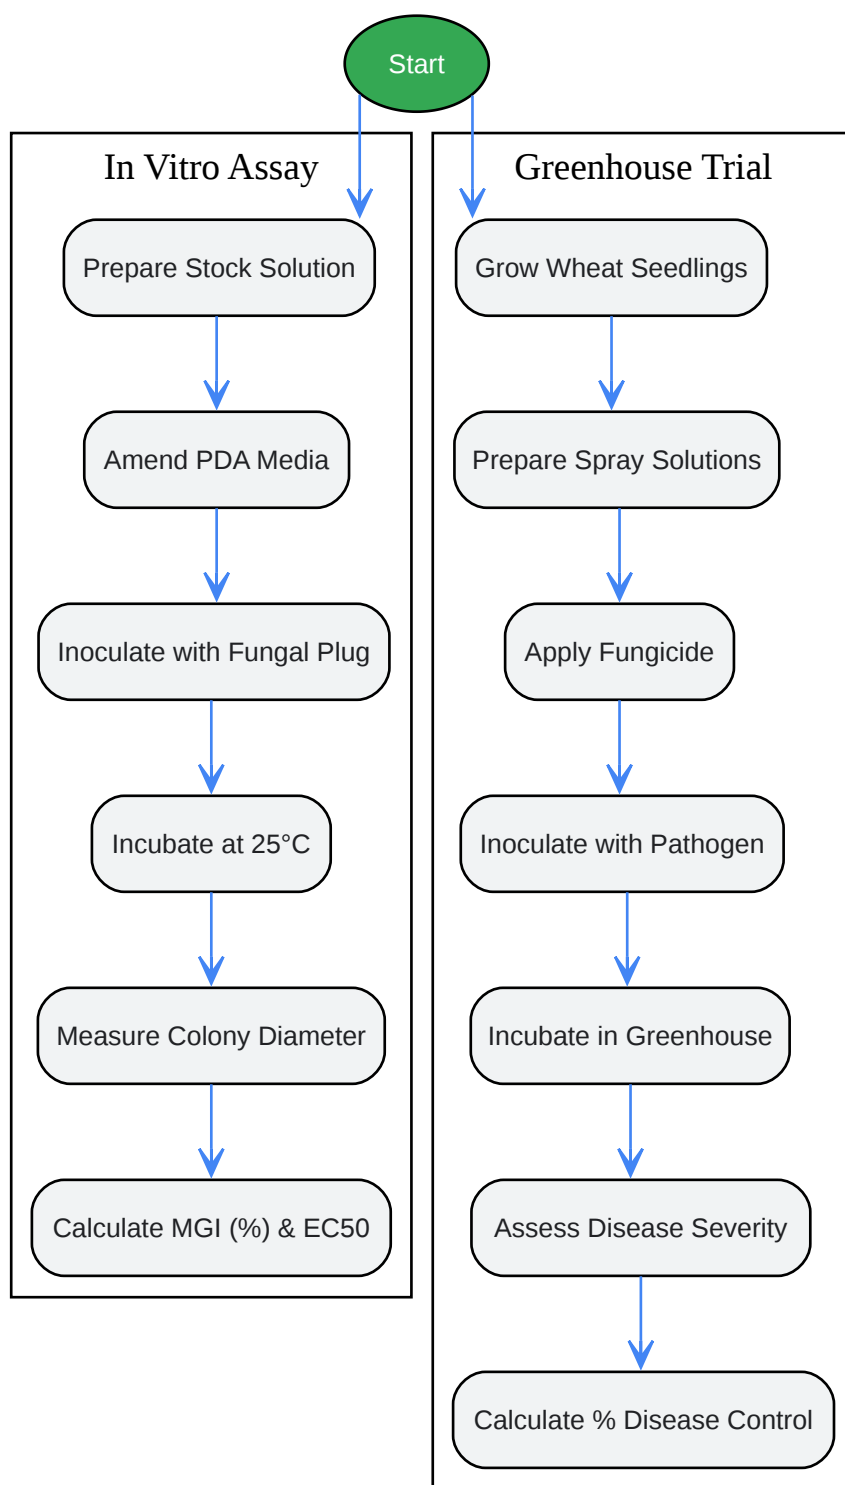 Start
In Vitro Assay
Prepare Stock Solution
Amend PDA Media
Inoculate with Fungal Plug
Incubate at 25°C
Measure Colony Diameter
Calculate MGI (%) & EC50
Greenhouse Trial
Grow Wheat Seedlings
Prepare Spray Solutions
Apply Fungicide
Inoculate with Pathogen
Incubate in Greenhouse
Assess Disease Severity
Calculate % Disease Control